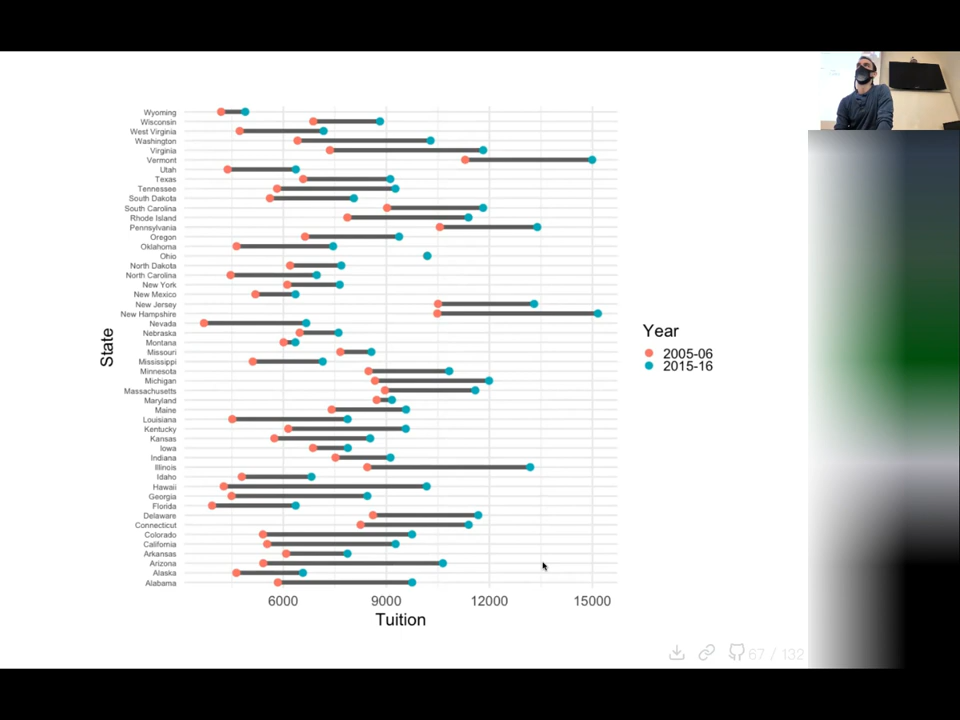 Wyoming
Wisconsin
West Virginia
Washington
Virginia
Vermont
Utah
Texas
Tennessee
South Dakota
South Carolina
Rhode Island
Pennsylvania
Oregon
Oklahoma
Ohio
North Dakota
North Carolina
New York
New Mexico
New Jersey
New Hampshire
Nevada
Nebraska
Montana
Missouri
Mississippi
Minnesota
Michigan
Massachusetts
Maryland
Maine
Louisiana
Kentucky
Kansas
Iowa
Indiana
Illinois
Idaho
Hawaii
Georgia
Florida
Delaware
Connecticut
Colorado
California
Arkansas
Arizona
Alaska
Alabama
State
6000 9000 12000 15000
Tuition
Year
2005-06
2015-16
67 / 132